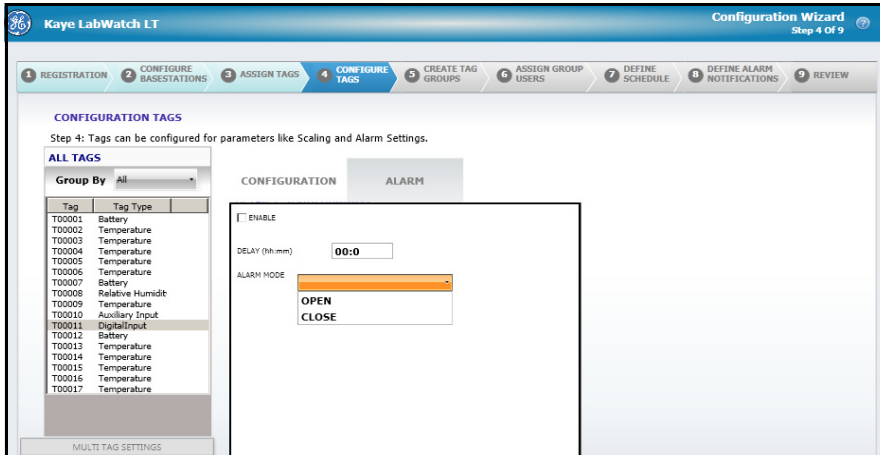 Kaye LabWatch LT
Configuration Wizard
Step 4 Of 9
1 REGISTRATION
2 CONFIGURE BASESTATIONS
3 ASSIGN TAGS
4 CONFIGURE TAGS
5 CREATE TAG GROUPS
6 ASSIGN GROUP USERS
7 DEFINE SCHEDULE
8 DEFINE ALARM NOTIFICATIONS
9 REVIEW
CONFIGURATION TAGS
Step 4: Tags can be configured for parameters like Scaling and Alarm Settings.
ALL TAGS
Group By All
Tag Tag Type
T00001 Battery
T00002 Temperature
T00003 Temperature
T00004 Temperature
T00005 Temperature
T00006 Temperature
T00007 Battery
T00008 Relative Humidit
T00009 Temperature
T00010 Auxiliary Input
T00011 DigitalInput
T00012 Battery
T00013 Temperature
T00014 Temperature
T00015 Temperature
T00016 Temperature
T00017 Temperature
MULTI TAG SETTINGS
CONFIGURATION ALARM
ENABLE
DELAY (hh:mm) 00:0
ALARM MODE
OPEN
CLOSE